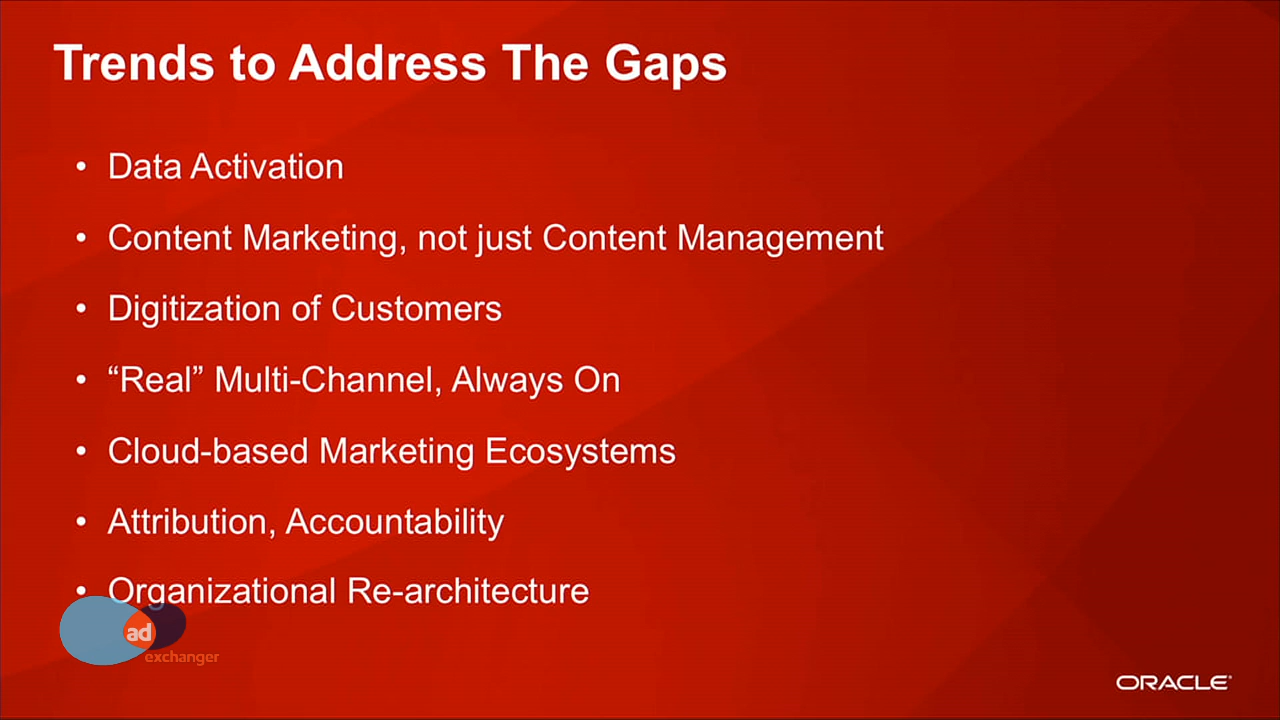 Trends to Address The Gaps
• Data Activation
• Content Marketing, not just Content Management
• Digitization of Customers
• “Real” Multi-Channel, Always On
• Cloud-based Marketing Ecosystems
• Attribution, Accountability
• Organizational Re-architecture
ad
exchanger
ORACLE